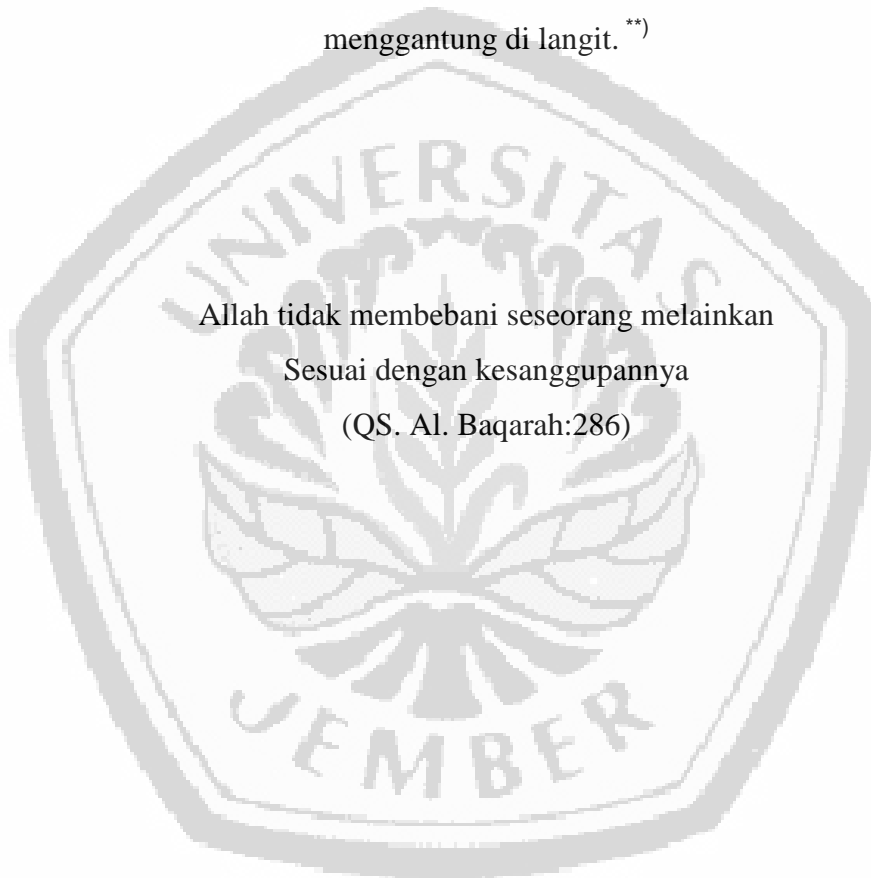 menggantung di langit. **)
UNIVERSITAS
Allah tidak membebani seseorang melainkan
Sesuai dengan kesanggupannya
(QS. Al. Baqarah:286)
JEMBER